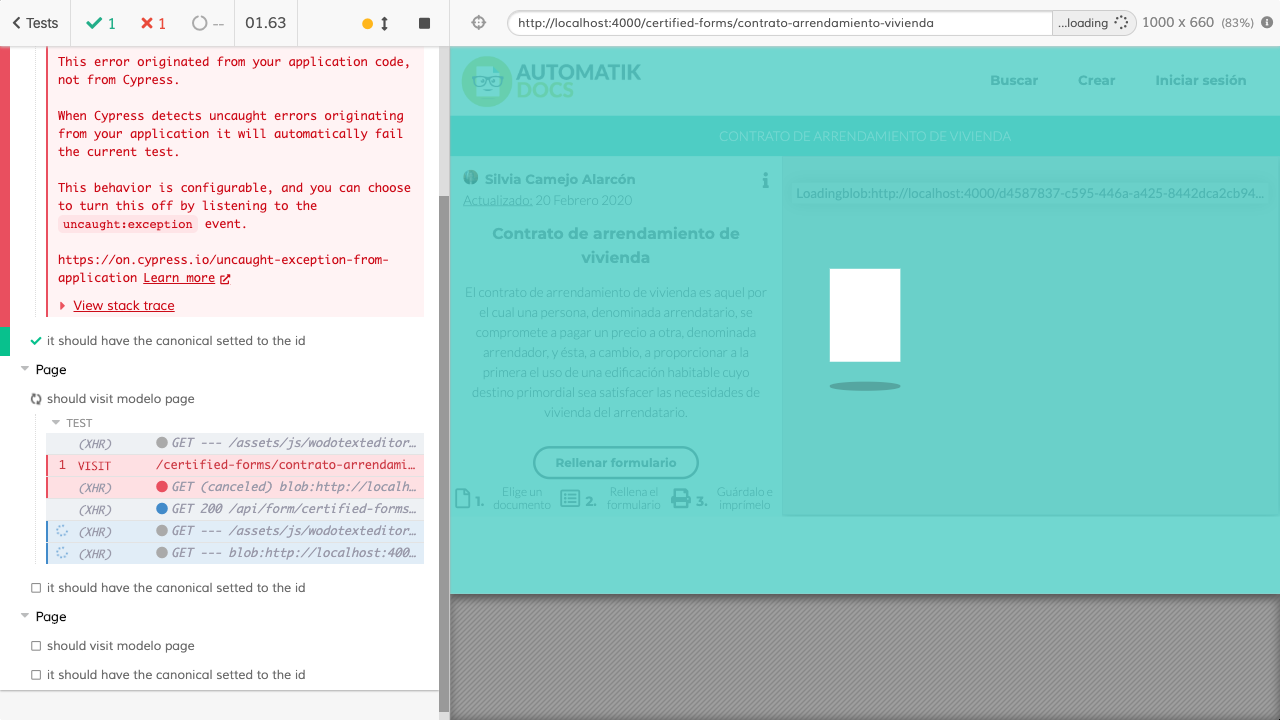 Tests
1
1
--
01.63
http://localhost:4000/certified-forms/contrato-arrendamiento-vivienda
...loading
1000 x 660 (83%)
This error originated from your application code,
not from Cypress.
When Cypress detects uncaught errors originating
from your application it will automatically fail
the current test.
This behavior is configurable, and you can choose
to turn this off by listening to the
uncaught:exception event.
https://on.cypress.io/uncaught-exception-from-
application Learn more
View stack trace
it should have the canonical setted to the id
Page
should visit modelo page
TEST
(XHR) GET --- /assets/js/wodotexteditor...
1 VISIT /certified-forms/contrato-arrendami...
(XHR) GET (canceled) blob:http://localh...
(XHR) GET 200 /api/form/certified-forms...
(XHR) GET --- /assets/js/wodotexteditor...
(XHR) GET --- blob:http://localhost:400...
it should have the canonical setted to the id
Page
should visit modelo page
it should have the canonical setted to the id
AUTOMATIK
DOCS
Buscar
Crear
Iniciar sesión
CONTRATO DE ARRENDAMIENTO DE VIVIENDA
Silvia Camejo Alarcón
Actualizado: 20 Febrero 2020
Contrato de arrendamiento de
vivienda
El contrato de arrendamiento de vivienda es aquel por
el cual una persona, denominada arrendatario, se
compromete a pagar un precio a otra, denominada
arrendador, y ésta, a cambio, a proporcionar a la
primera el uso de una edificación habitable cuyo
destino primordial sea satisfacer las necesidades de
vivienda del arrendatario.
Rellenar formulario
1. Elige un
documento
2. Rellena el
formulario
3. Guárdalo e
imprímelo
Loadingblob:http://localhost:4000/d4587837-c595-446a-a425-8442dca2cb94...